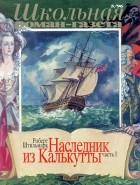 Школьная
роман-газета
Роберт
Штильмарк
Наследник
из Калькутты
часть 1